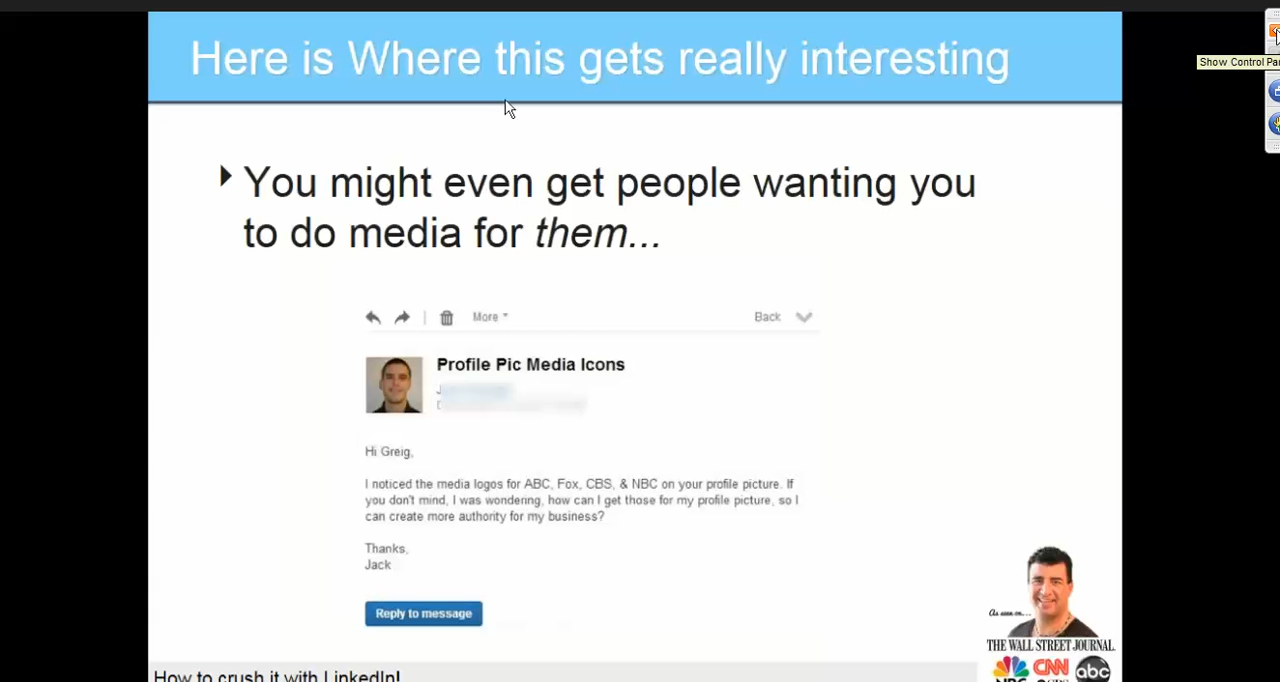 Here is Where this gets really interesting
Show Control Pa
You might even get people wanting you
to do media for them...
More
Back
Profile Pic Media Icons
Hi Greig,
I noticed the media logos for ABC, Fox, CBS, & NBC on your profile picture. If
you don't mind, I was wondering, how can I get those for my profile picture, so I
can create more authority for my business?
Thanks,
Jack
Reply to message
As seen on...
THE WALL STREET JOURNAL.
NBC CNN abc
How to crush it with LinkedIn!